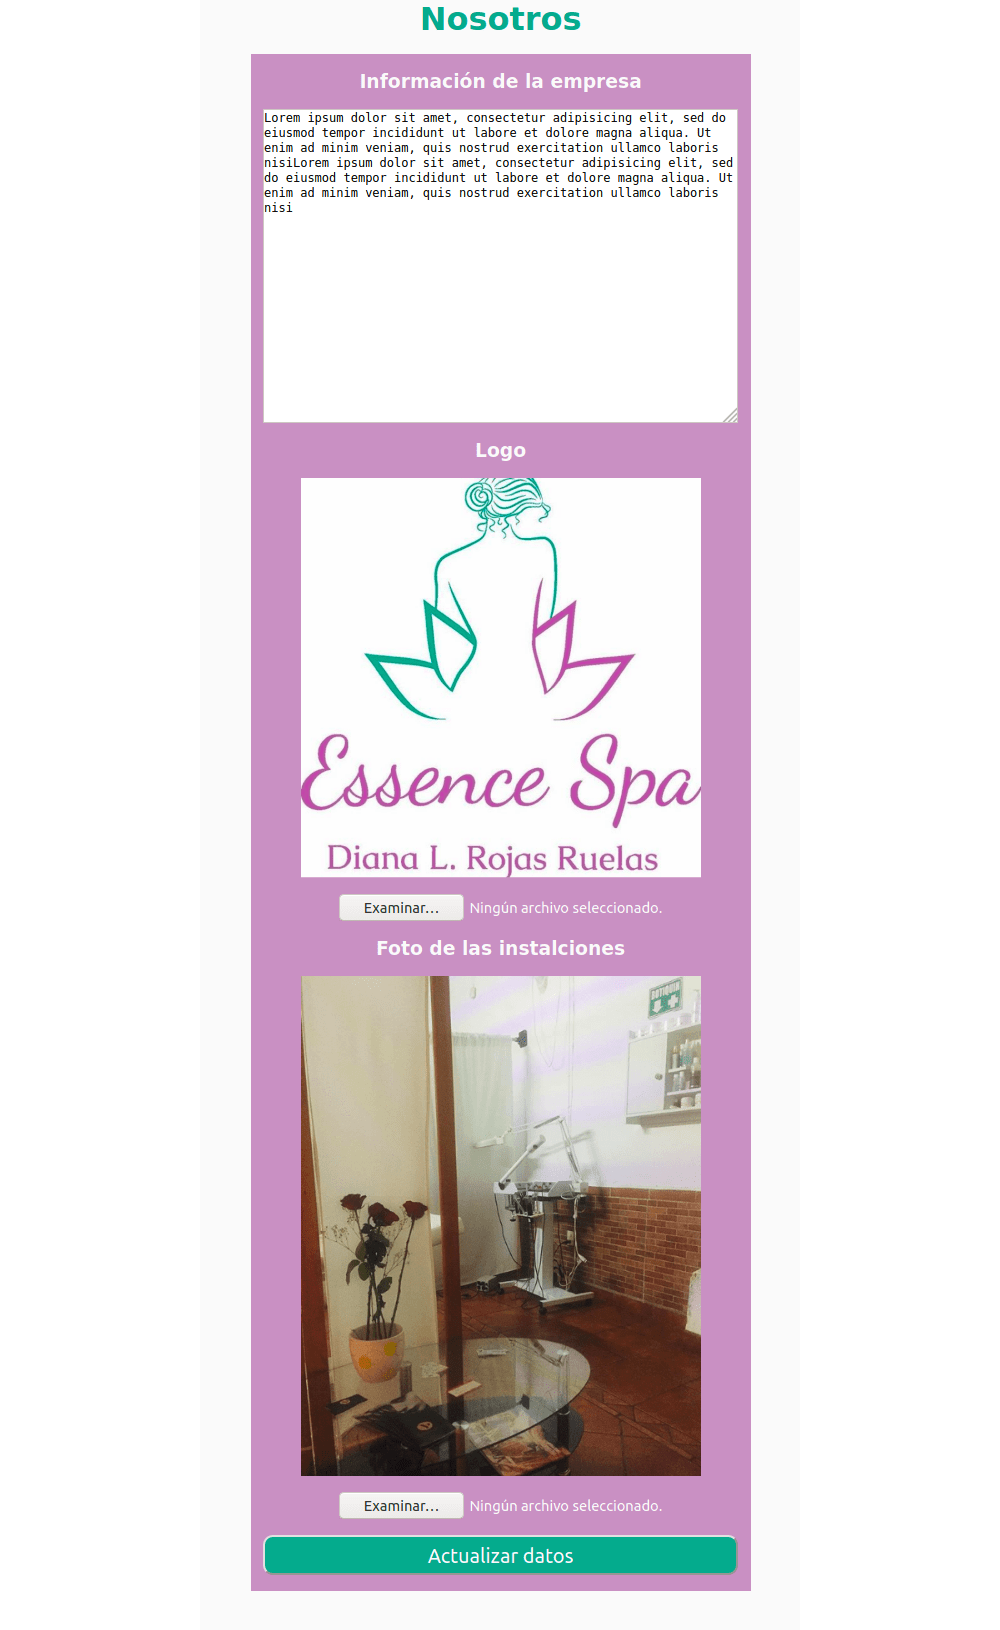 Nosotros
Información de la empresa
Lorem ipsum dolor sit amet, consectetur adipisicing elit, sed do
eiusmod tempor incididunt ut labore et dolore magna aliqua. Ut
enim ad minim veniam, quis nostrud exercitation ullamco laboris
nisiLorem ipsum dolor sit amet, consectetur adipisicing elit, sed
do eiusmod tempor incididunt ut labore et dolore magna aliqua. Ut
enim ad minim veniam, quis nostrud exercitation ullamco laboris
nisi
Logo
Essence Spa
Diana L. Rojas Ruelas
Examinar... Ningún archivo seleccionado.
Foto de las instalciones
BOTIQUIN
Examinar... Ningún archivo seleccionado.
Actualizar datos